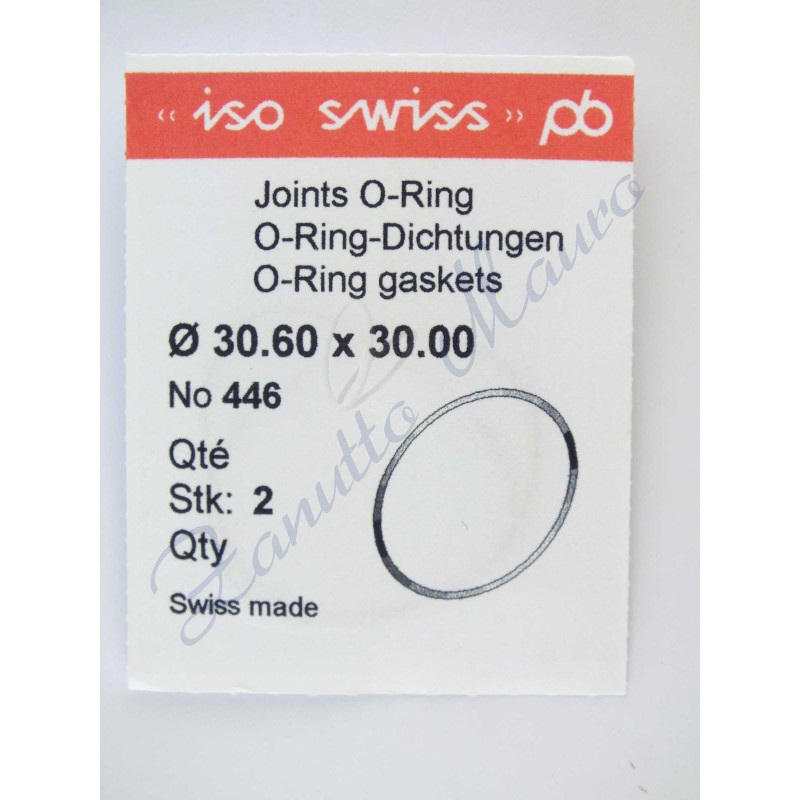 ‹‹ iso swiss ›› pb
Joints O-Ring
O-Ring-Dichtungen
O-Ring gaskets
Ø 30.60 x 30.00
No 446
Qté
Stk: 2
Qty
Swiss made
Zanutto Mauro